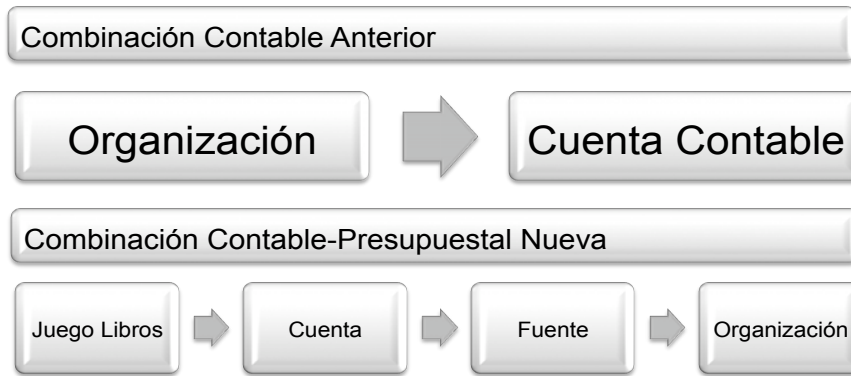 Combinación Contable Anterior
Organización
Cuenta Contable
Combinación Contable-Presupuestal Nueva
Juego Libros
Cuenta
Fuente
Organización